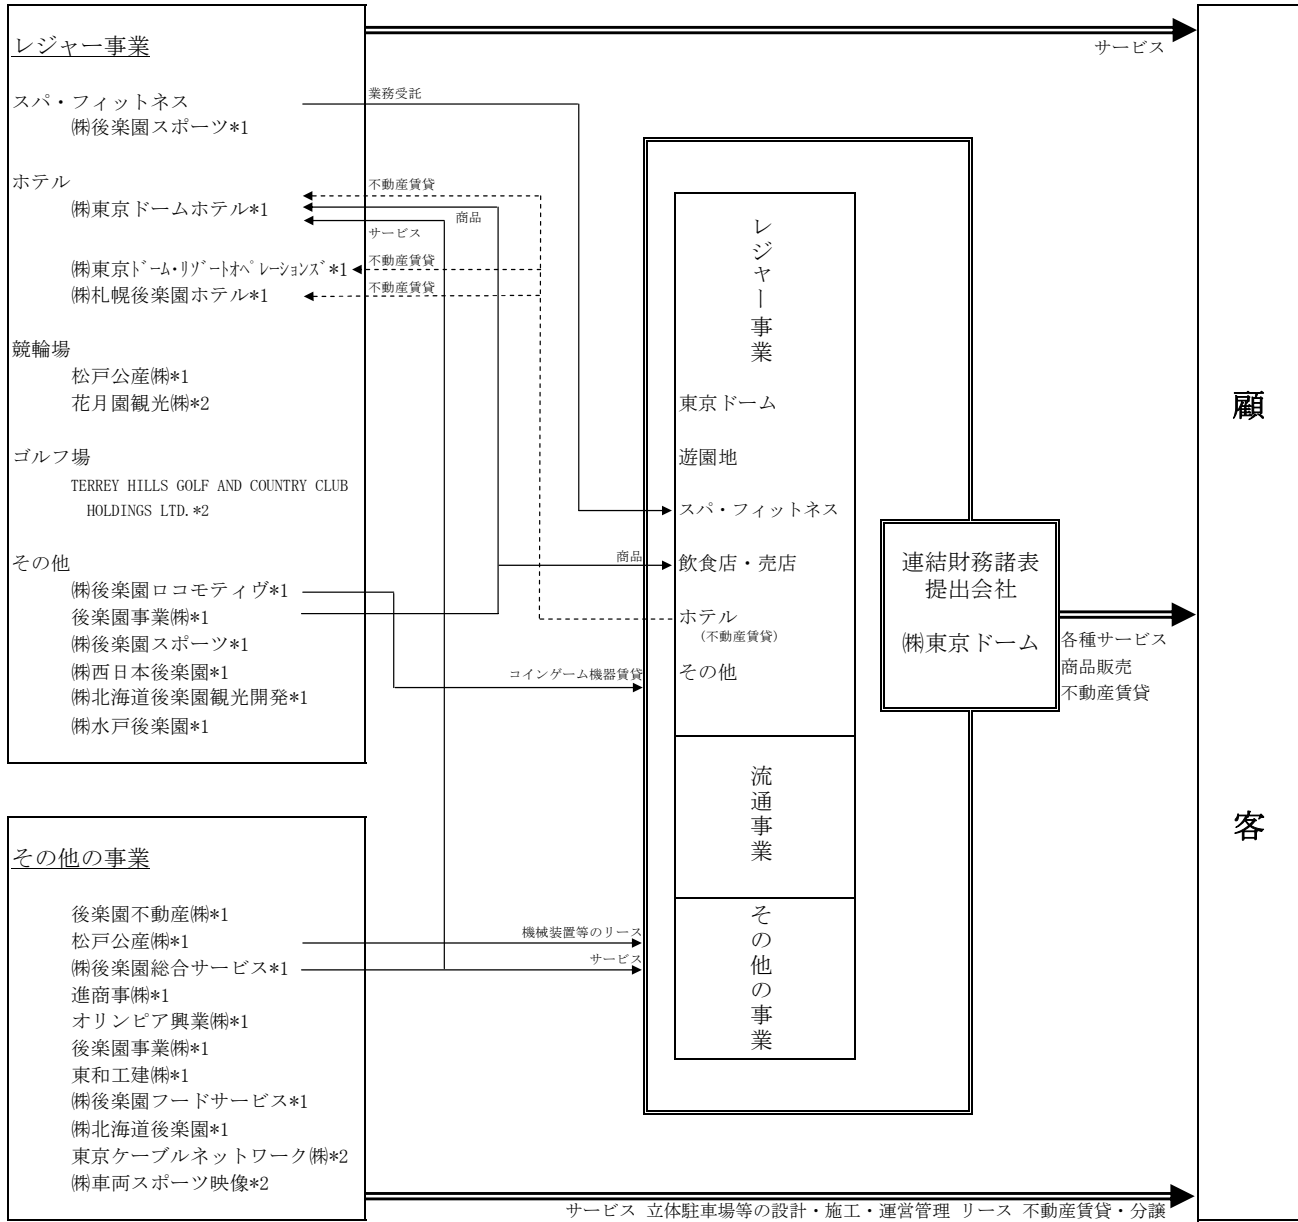 レジャー事業
スパ・フィットネス
㈱後楽園スポーツ*1
ホテル
㈱東京ドームホテル*1
㈱東京ﾄﾞｰﾑ・ﾘｿﾞｰﾄｵﾍﾟﾚｰｼｮﾝｽﾞ*1
㈱札幌後楽園ホテル*1
競輪場
松戸公産㈱*1
花月園観光㈱*2
ゴルフ場
TERREY HILLS GOLF AND COUNTRY CLUB
HOLDINGS LTD.*2
その他
㈱後楽園ロコモティヴ*1
後楽園事業㈱*1
㈱後楽園スポーツ*1
㈱西日本後楽園*1
㈱北海道後楽園観光開発*1
㈱水戸後楽園*1
その他の事業
後楽園不動産㈱*1
松戸公産㈱*1
㈱後楽園総合サービス*1
進商事㈱*1
オリンピア興業㈱*1
後楽園事業㈱*1
東和工建㈱*1
㈱後楽園フードサービス*1
㈱北海道後楽園*1
東京ケーブルネットワーク㈱*2
㈱車両スポーツ映像*2
業務受託
不動産賃貸
商品
サービス
不動産賃貸
不動産賃貸
商品
コインゲーム機器賃貸
機械装置等のリース
サービス
レジャー事業
東京ドーム
遊園地
スパ・フィットネス
飲食店・売店
ホテル
（不動産賃貸）
その他
流通事業
その他の事業
連結財務諸表
提出会社
㈱東京ドーム
サービス
各種サービス
商品販売
不動産賃貸
サービス 立体駐車場等の設計・施工・運営管理 リース 不動産賃貸・分譲
顧客